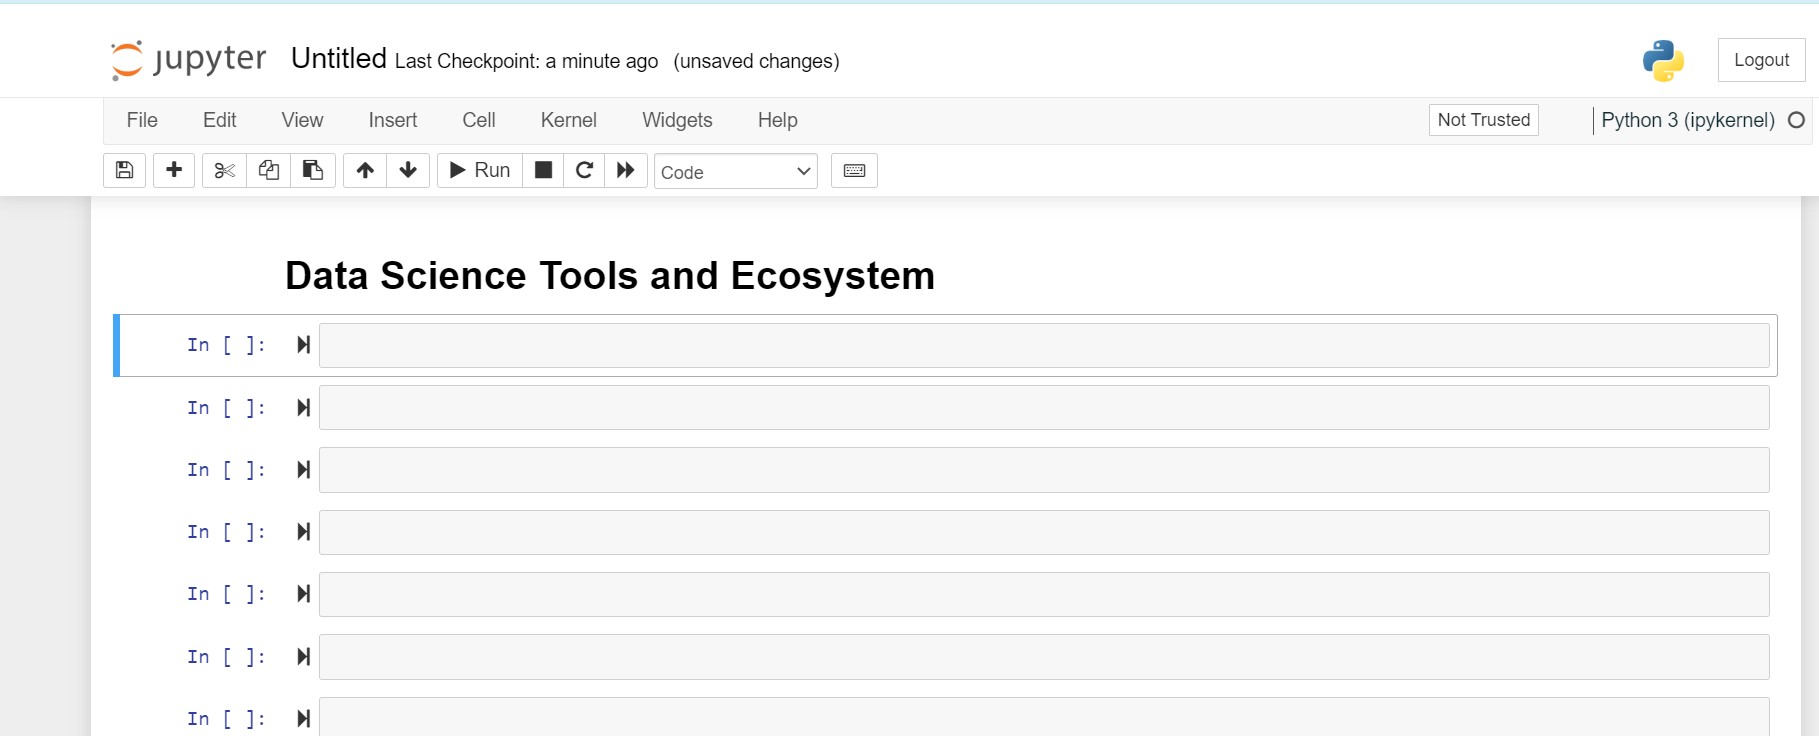 jupyter Untitled Last Checkpoint: a minute ago (unsaved changes) Logout
File Edit View Insert Cell Kernel Widgets Help Not Trusted Python 3 (ipykernel)
Run Code
Data Science Tools and Ecosystem
In [ ]:
In [ ]:
In [ ]:
In [ ]:
In [ ]:
In [ ]:
In [ ]: